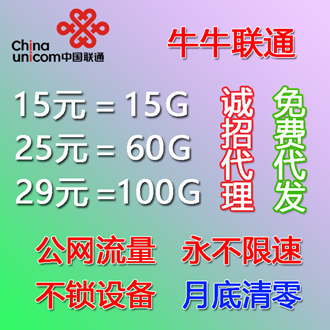 China
unicom中国联通
牛牛联通
15元 = 15G
25元 = 60G
29元 =100G
诚招代理
免费代发
公网流量
永不限速
不锁设备
月底清零